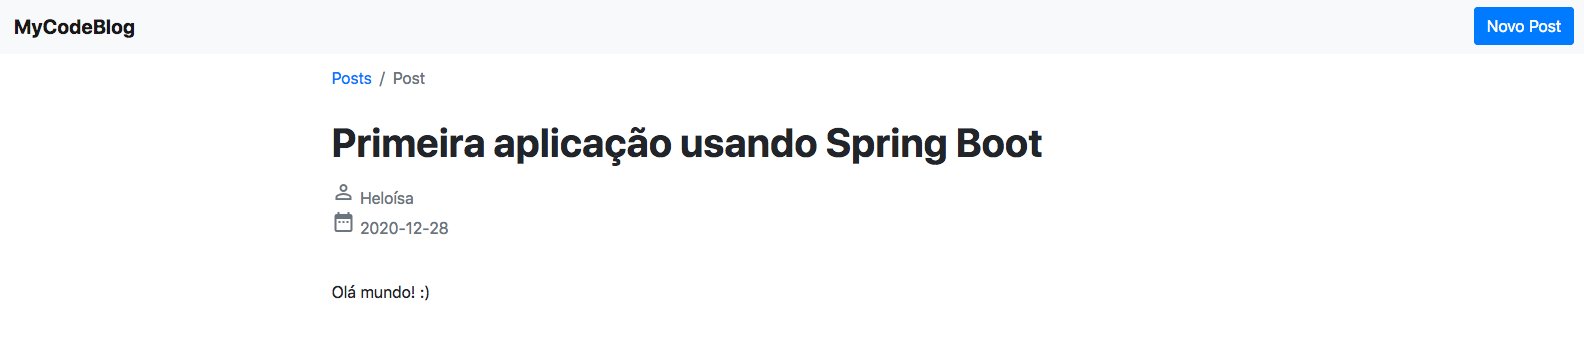 MyCodeBlog
Novo Post
Posts / Post
Primeira aplicação usando Spring Boot
Heloísa
2020-12-28
Olá mundo! :)